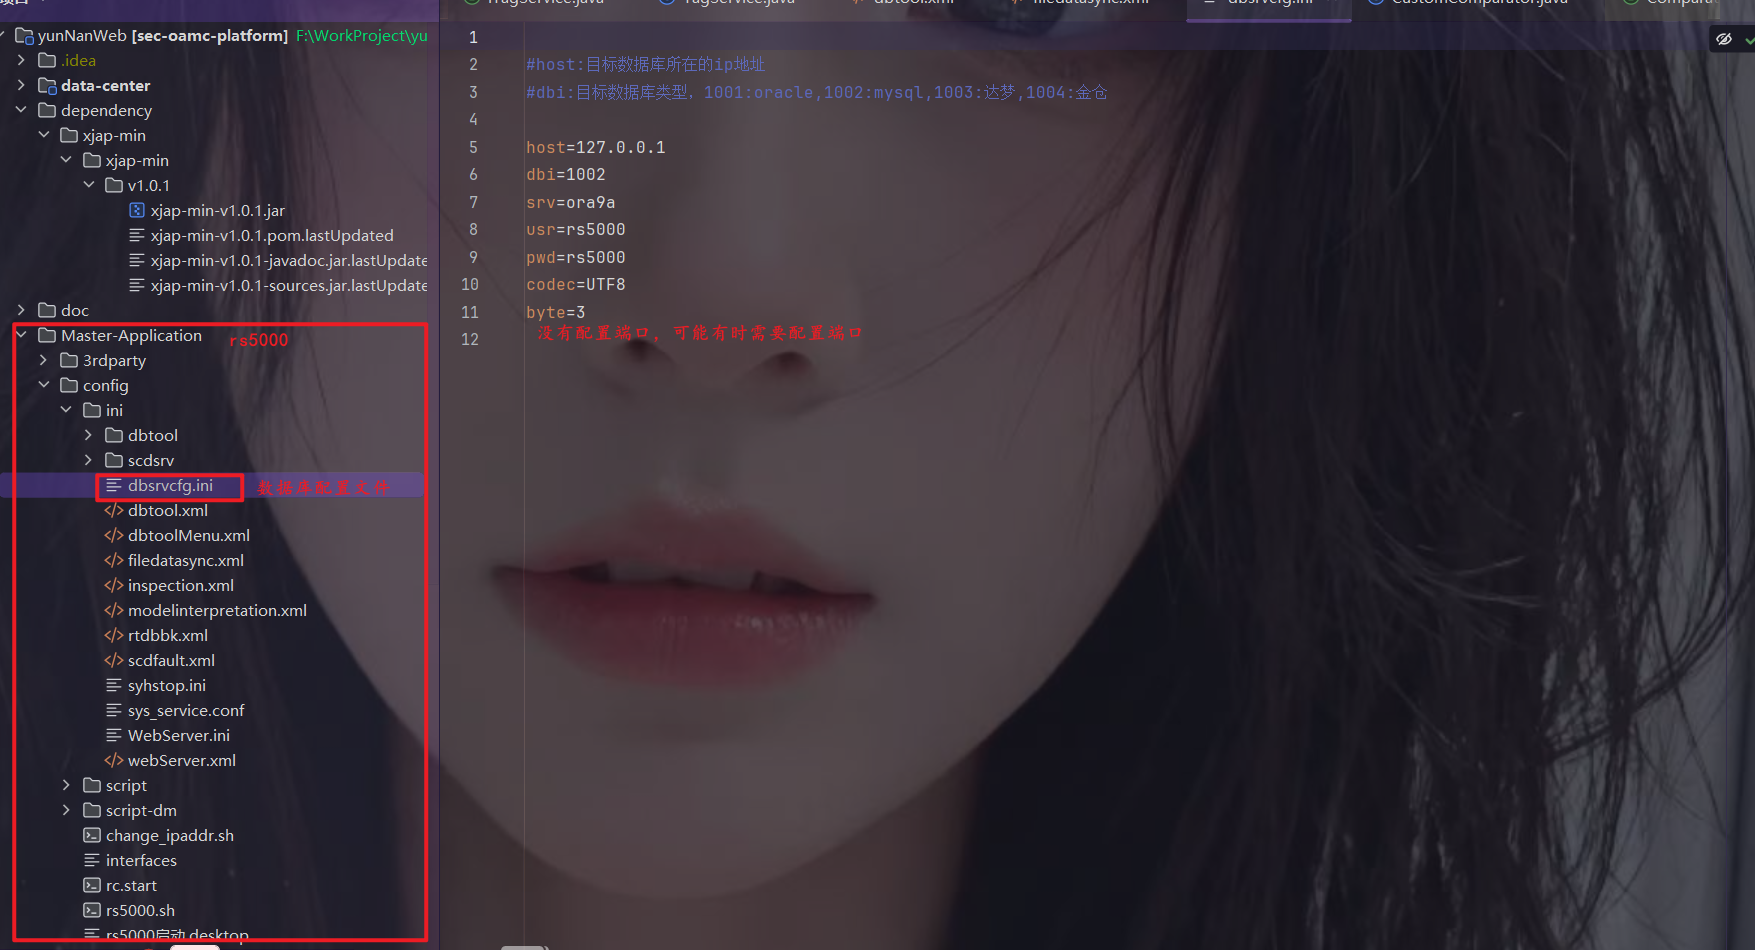 yunNanWeb [sec-oamc-platform] F:\WorkProject\yu
.idea
data-center
dependency
xjap-min
xjap-min
v1.0.1
xjap-min-v1.0.1.jar
xjap-min-v1.0.1.pom.lastUpdated
xjap-min-v1.0.1-javadoc.jar.lastUpdate
xjap-min-v1.0.1-sources.jar.lastUpdate
doc
Master-Application rs5000
3rdparty
config
ini
dbtool
scdsrv
dbsrvcfg.ini 数据库配置文件
dbtool.xml
dbtoolMenu.xml
filedatasync.xml
inspection.xml
modelinterpretation.xml
rtdbbk.xml
scdfault.xml
syhstop.ini
sys_service.conf
WebServer.ini
webServer.xml
script
script-dm
change_ipaddr.sh
interfaces
rc.start
rs5000.sh
rs5000启动.desktop
1
2 #host:目标数据库所在的ip地址
3 #dbi:目标数据库类型，1001:oracle,1002:mysql,1003:达梦,1004:金仓
4
5 host=127.0.0.1
6 dbi=1002
7 srv=ora9a
8 usr=rs5000
9 pwd=rs5000
10 codec=UTF8
11 byte=3
12
没有配置端口，可能有时需要配置端口